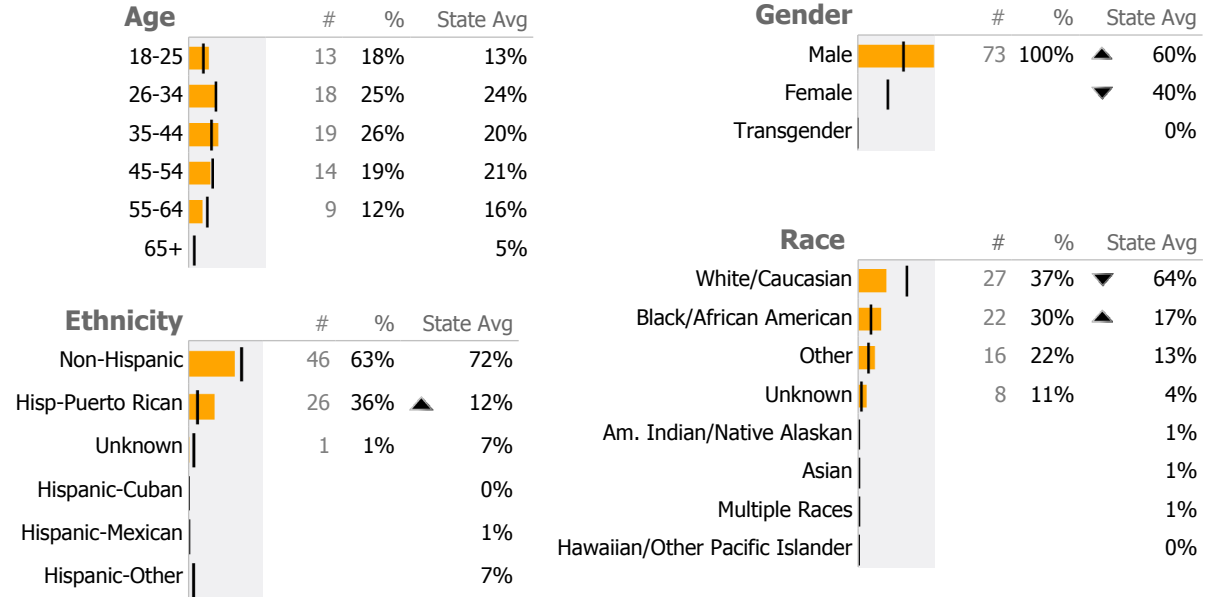 Age # % State Avg
18-25 13 18% 13%
26-34 18 25% 24%
35-44 19 26% 20%
45-54 14 19% 21%
55-64 9 12% 16%
65+ 5%
Ethnicity # % State Avg
Non-Hispanic 46 63% 72%
Hisp-Puerto Rican 26 36% ▲ 12%
Unknown 1 1% 7%
Hispanic-Cuban 0%
Hispanic-Mexican 1%
Hispanic-Other 7%
Gender # % State Avg
Male 73 100% ▲ 60%
Female ▼ 40%
Transgender 0%
Race # % State Avg
White/Caucasian 27 37% ▼ 64%
Black/African American 22 30% ▲ 17%
Other 16 22% 13%
Unknown 8 11% 4%
Am. Indian/Native Alaskan 1%
Asian 1%
Multiple Races 1%
Hawaiian/Other Pacific Islander 0%